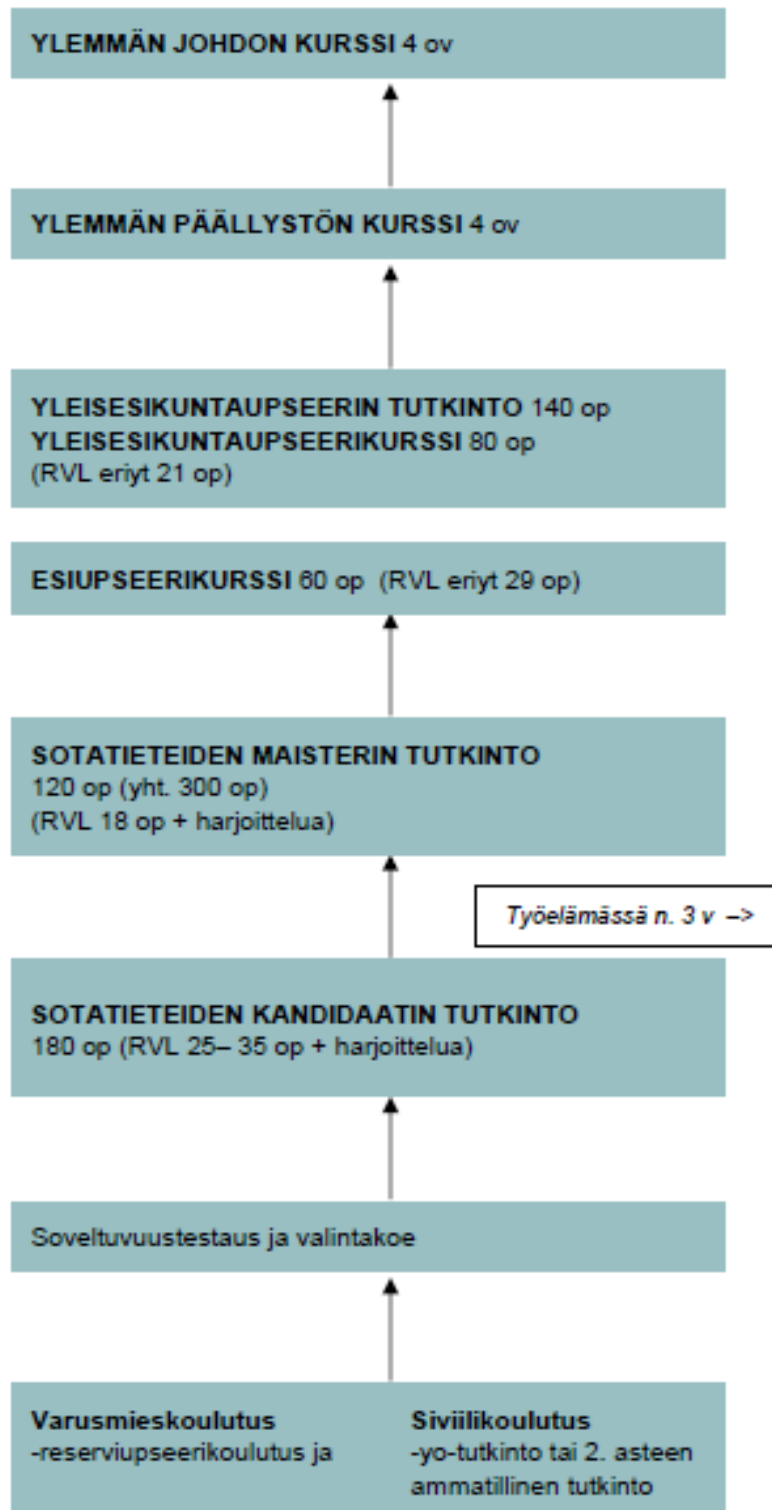 YLEMMÄN JOHDON KURSSI 4 ov
YLEMMÄN PÄÄLLYSTÖN KURSSI 4 ov
YLEISESIKUNTAUPSEERIN TUTKINTO 140 op
YLEISESIKUNTAUPSEERIKURSSI 80 op
(RVL eriyt 21 op)
ESIUPSEERIKURSSI 60 op (RVL eriyt 29 op)
SOTATIETEIDEN MAISTERIN TUTKINTO
120 op (yht. 300 op)
(RVL 18 op + harjoittelua)
Työelämässä n. 3 v –>
SOTATIETEIDEN KANDIDAATIN TUTKINTO
180 op (RVL 25– 35 op + harjoittelua)
Soveltuvuustestaus ja valintakoe
Varusmieskoulutus
-reserviupseerikoulutus ja
Siviilikoulutus
-yo-tutkinto tai 2. asteen
ammatillinen tutkinto